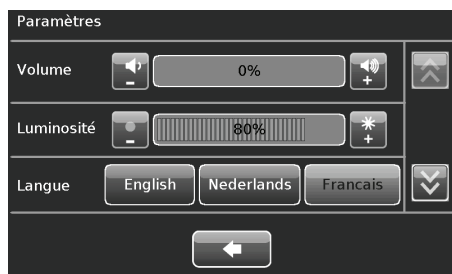 Paramètres
Volume - 0% +
Luminosité - 80% +
Langue English Nederlands Francais